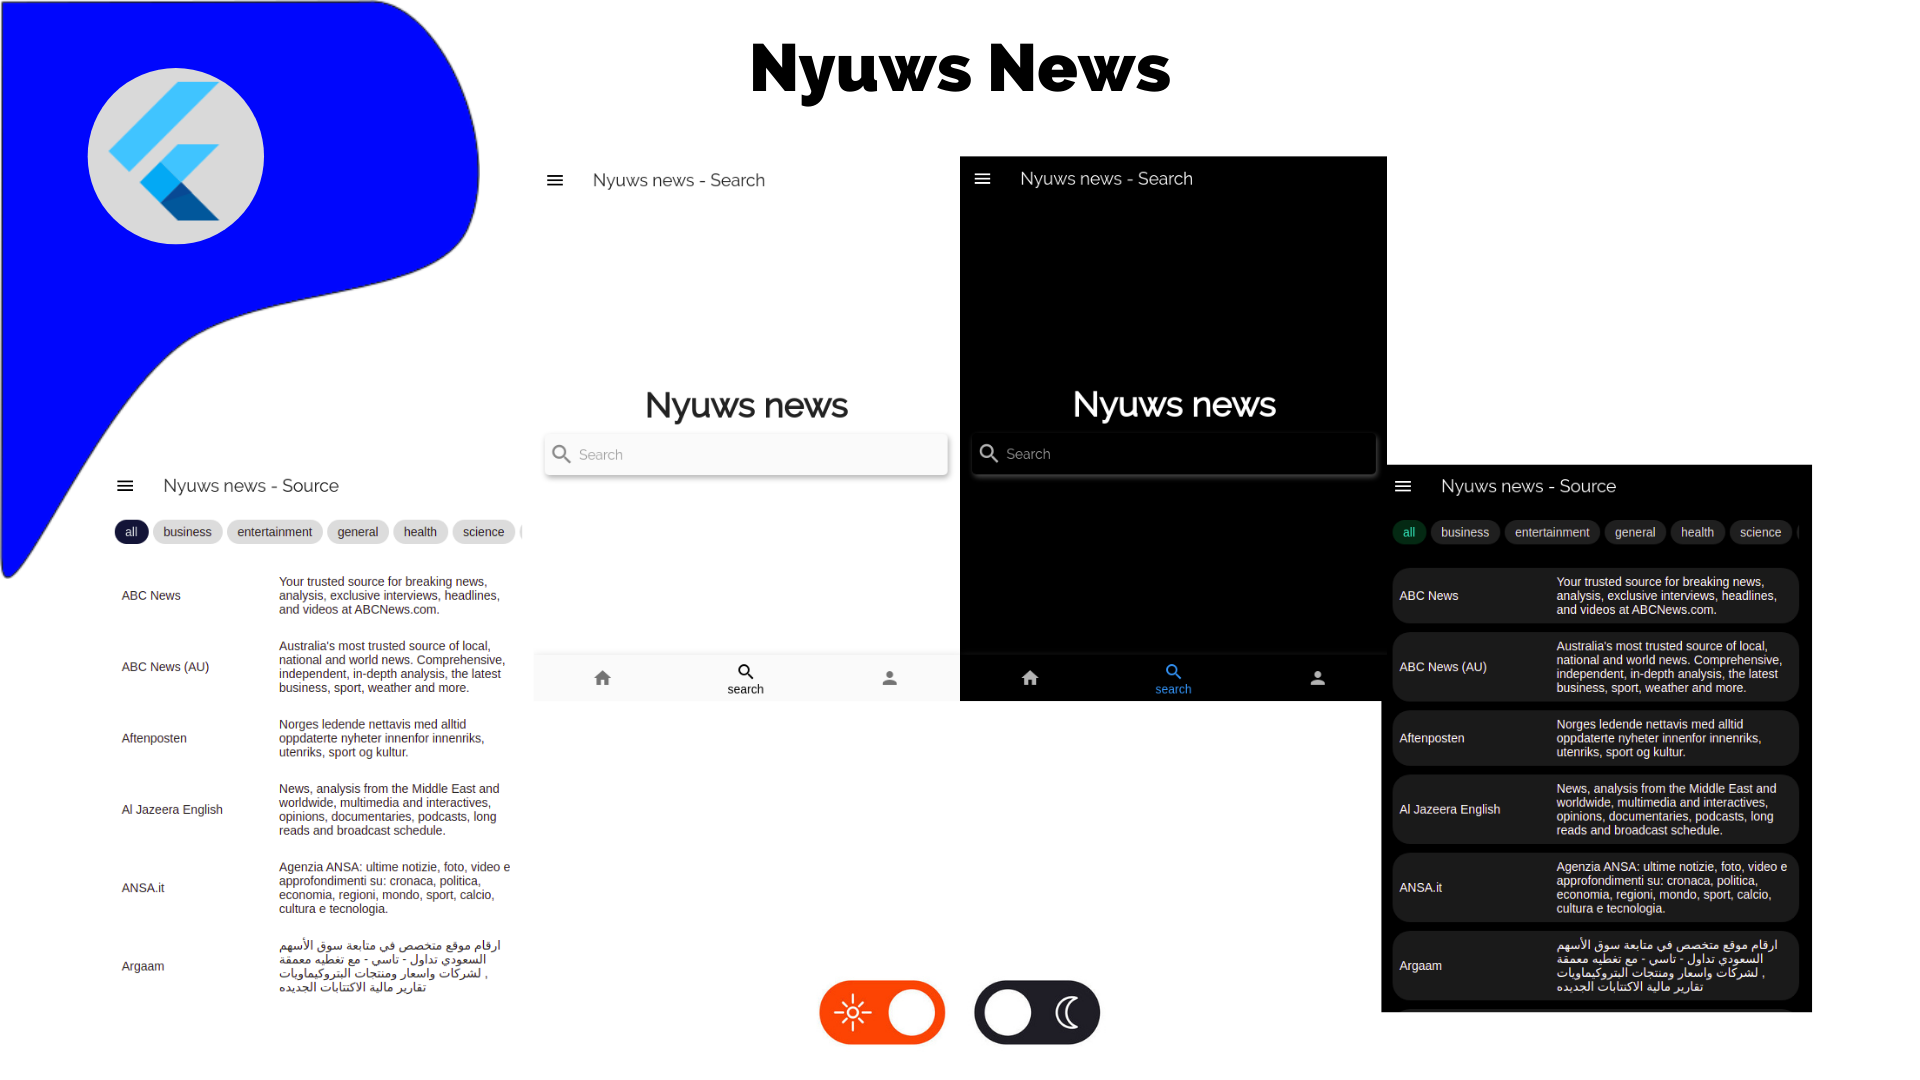 Nyuws News
Nyuws news - Search
Nyuws news
Search
search
Nyuws news - Search
Nyuws news
Search
search
Nyuws news - Source
all
business
entertainment
general
health
science
ABC News
Your trusted source for breaking news,
analysis, exclusive interviews, headlines,
and videos at ABCNews.com.
ABC News (AU)
Australia's most trusted source of local,
national and world news. Comprehensive,
independent, in-depth analysis, the latest
business, sport, weather and more.
Aftenposten
Norges ledende nettavis med alltid
oppdaterte nyheter innenfor innenriks,
utenriks, sport og kultur.
Al Jazeera English
News, analysis from the Middle East and
worldwide, multimedia and interactives,
opinions, documentaries, podcasts, long
reads and broadcast schedule.
ANSA.it
Agenzia ANSA: ultime notizie, foto, video e
approfondimenti su: cronaca, politica,
economia, regioni, mondo, sport, calcio,
cultura e tecnologia.
Argaam
ارقام موقع متخصص في متابعة سوق الأسهم
السعودي تداول - تاسي - مع تغطيه معمقة
لشركات واسعار ومنتجات البتروكيماويات ,
تقارير مالية الاكتتابات الجديده
Nyuws news - Source
all
business
entertainment
general
health
science
ABC News
Your trusted source for breaking news,
analysis, exclusive interviews, headlines,
and videos at ABCNews.com.
ABC News (AU)
Australia's most trusted source of local,
national and world news. Comprehensive,
independent, in-depth analysis, the latest
business, sport, weather and more.
Aftenposten
Norges ledende nettavis med alltid
oppdaterte nyheter innenfor innenriks,
utenriks, sport og kultur.
Al Jazeera English
News, analysis from the Middle East and
worldwide, multimedia and interactives,
opinions, documentaries, podcasts, long
reads and broadcast schedule.
ANSA.it
Agenzia ANSA: ultime notizie, foto, video e
approfondimenti su: cronaca, politica,
economia, regioni, mondo, sport, calcio,
cultura e tecnologia.
Argaam
ارقام موقع متخصص في متابعة سوق الأسهم
السعودي تداول - تاسي - مع تغطيه معمقة
لشركات واسعار ومنتجات البتروكيماويات ,
تقارير مالية الاكتتابات الجديده